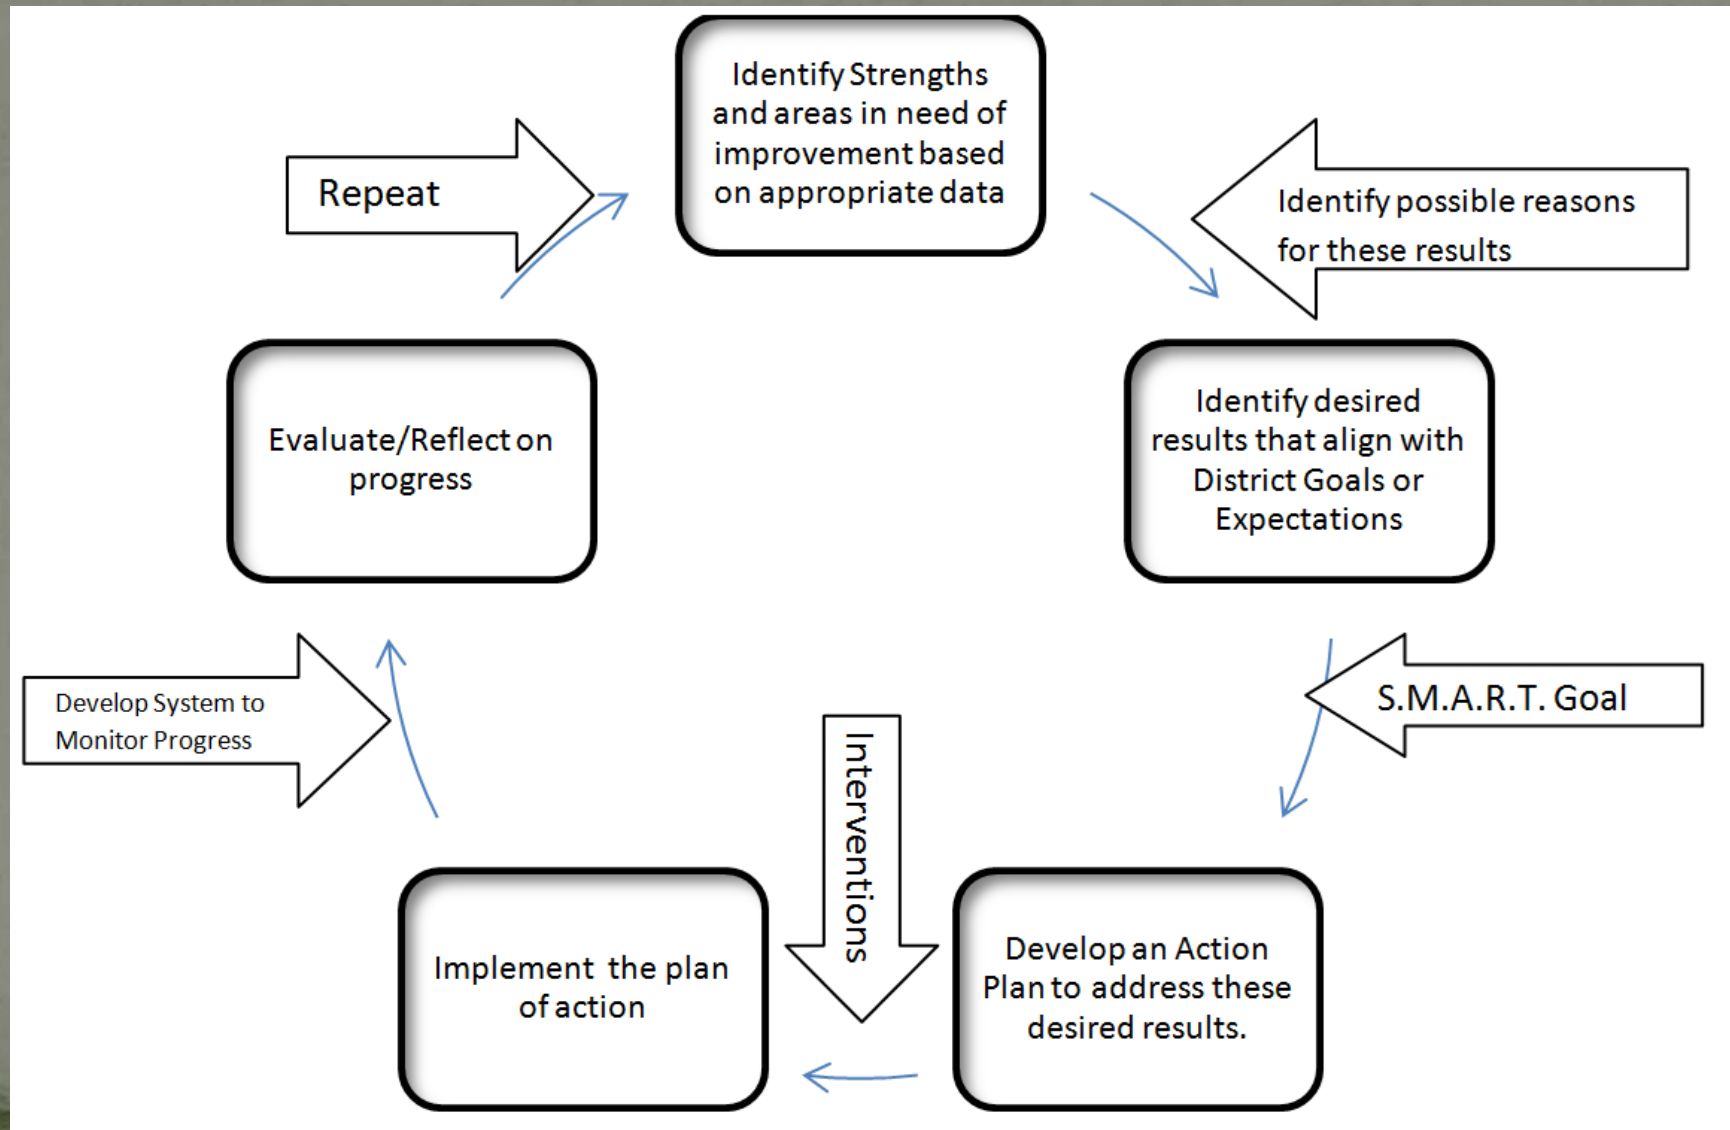 Identify Strengths
and areas in need of
improvement based
on appropriate data
Repeat
Identify possible reasons
for these results
Evaluate/Reflect on
progress
Identify desired
results that align with
District Goals or
Expectations
Develop System to
Monitor Progress
S.M.A.R.T. Goal
Interventions
Implement the plan
of action
Develop an Action
Plan to address these
desired results.